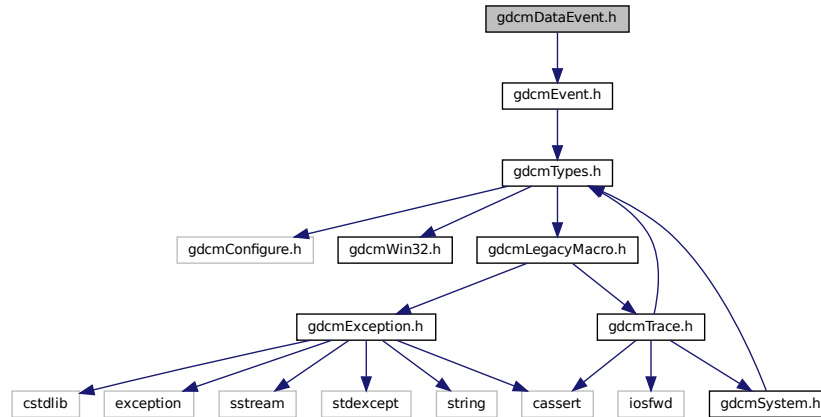 gdcmDataEvent.h
gdcmEvent.h
gdcmTypes.h
gdcmConfigure.h
gdcmWin32.h
gdcmLegacyMacro.h
gdcmException.h
gdcmTrace.h
cstdlib
exception
sstream
stdexcept
string
cassert
iosfwd
gdcmSystem.h